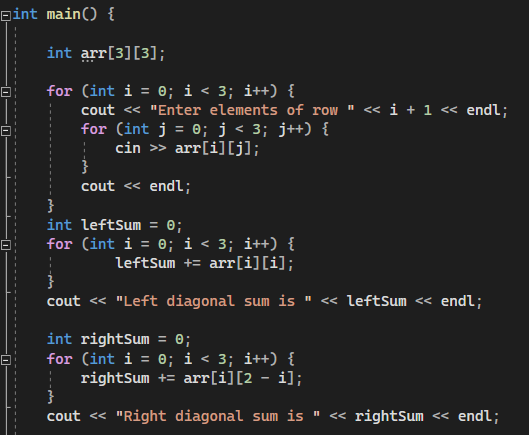 int main() {
int arr[3][3];
for (int i = 0; i < 3; i++) {
cout << "Enter elements of row " << i + 1 << endl;
for (int j = 0; j < 3; j++) {
cin >> arr[i][j];
}
cout << endl;
}
int leftSum = 0;
for (int i = 0; i < 3; i++) {
leftSum += arr[i][i];
}
cout << "Left diagonal sum is " << leftSum << endl;
int rightSum = 0;
for (int i = 0; i < 3; i++) {
rightSum += arr[i][2 - i];
}
cout << "Right diagonal sum is " << rightSum << endl;